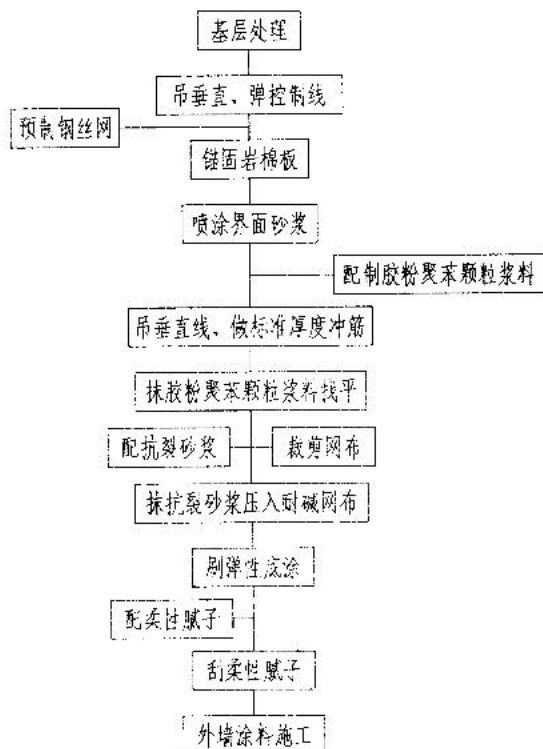 基层处理
吊垂直、弹控制线
预制钢丝网
锚固岩棉板
喷涂界面砂浆
配制胶粉聚苯颗粒浆料
吊垂直线、做标准厚度冲筋
抹胶粉聚苯颗粒浆料找平
配抗裂砂浆
裁剪网布
抹抗裂砂浆压入耐碱网布
刷弹性底涂
配柔性腻子
刮柔性腻子
外墙涂料施工